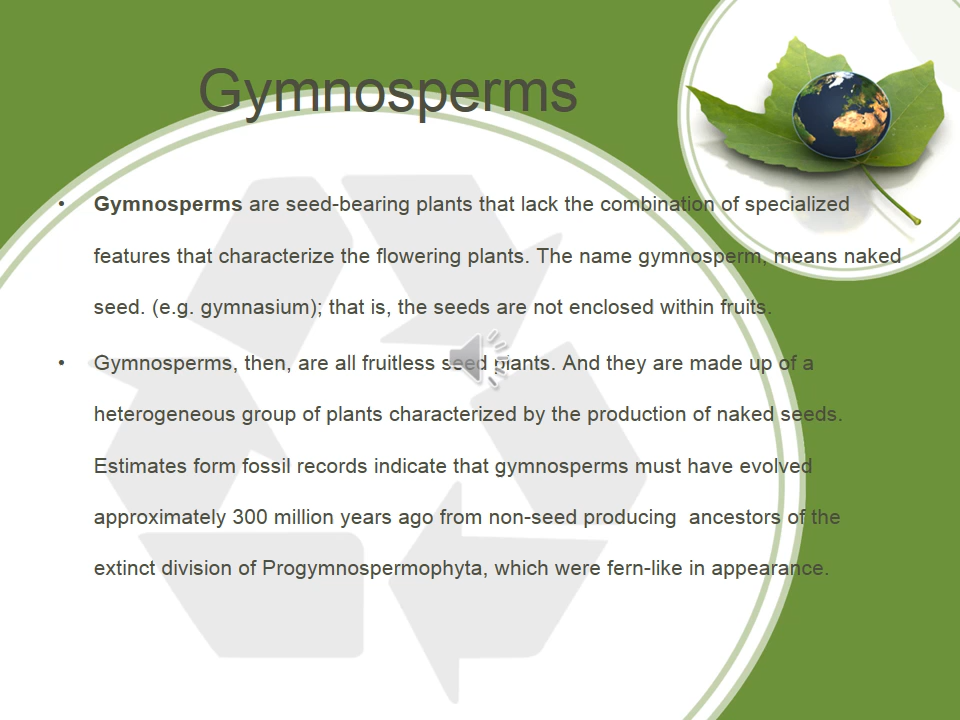 Gymnosperms
• Gymnosperms are seed-bearing plants that lack the combination of specialized
features that characterize the flowering plants. The name gymnosperm, means naked
seed. (e.g. gymnasium); that is, the seeds are not enclosed within fruits.
• Gymnosperms, then, are all fruitless seed plants. And they are made up of a
heterogeneous group of plants characterized by the production of naked seeds.
Estimates form fossil records indicate that gymnosperms must have evolved
approximately 300 million years ago from non-seed producing  ancestors of the
extinct division of Progymnospermophyta, which were fern-like in appearance.